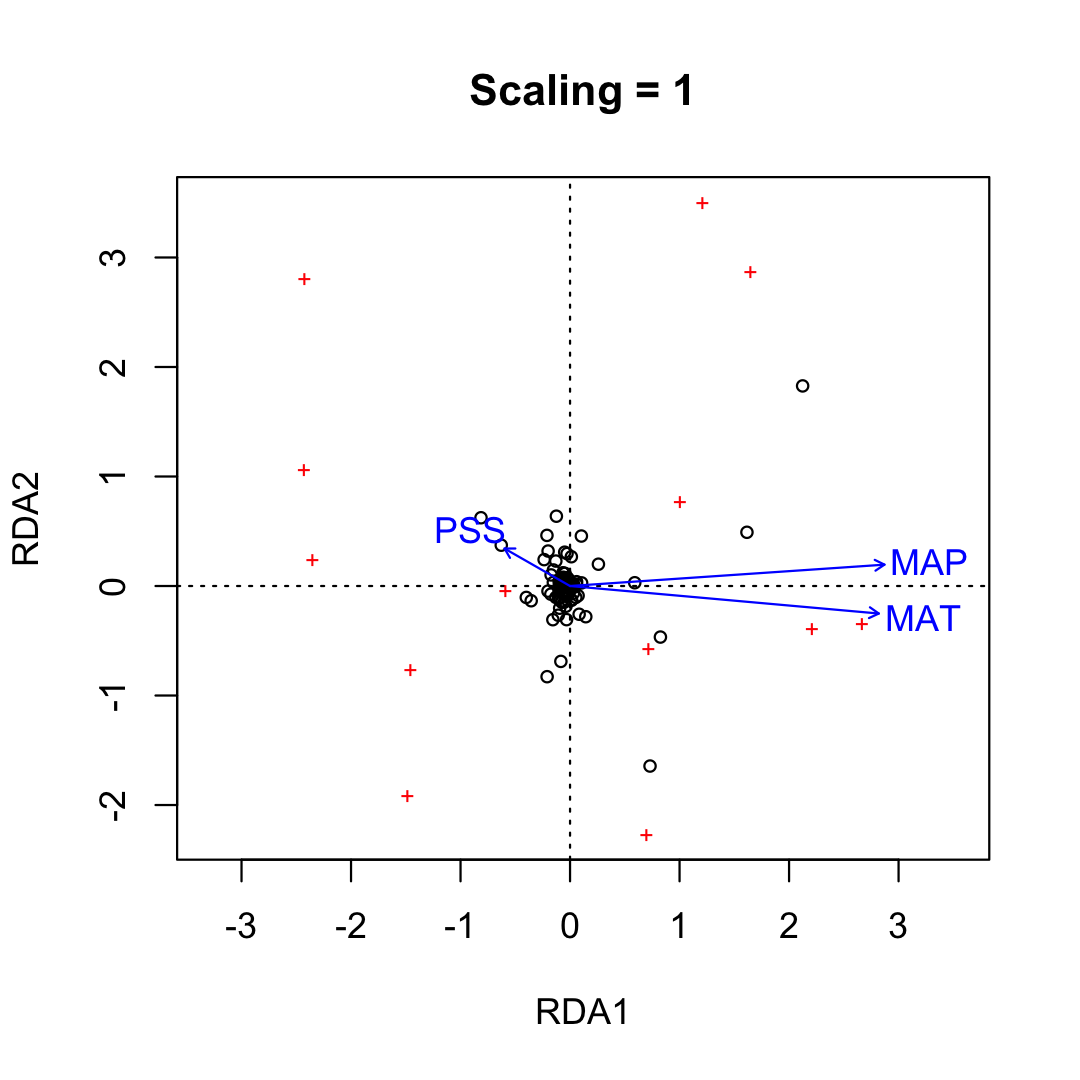 Scaling = 1
3
2
1
0
-1
-2
RDA2
PSS
MAP
MAT
-3 -2 -1 0 1 2 3
RDA1